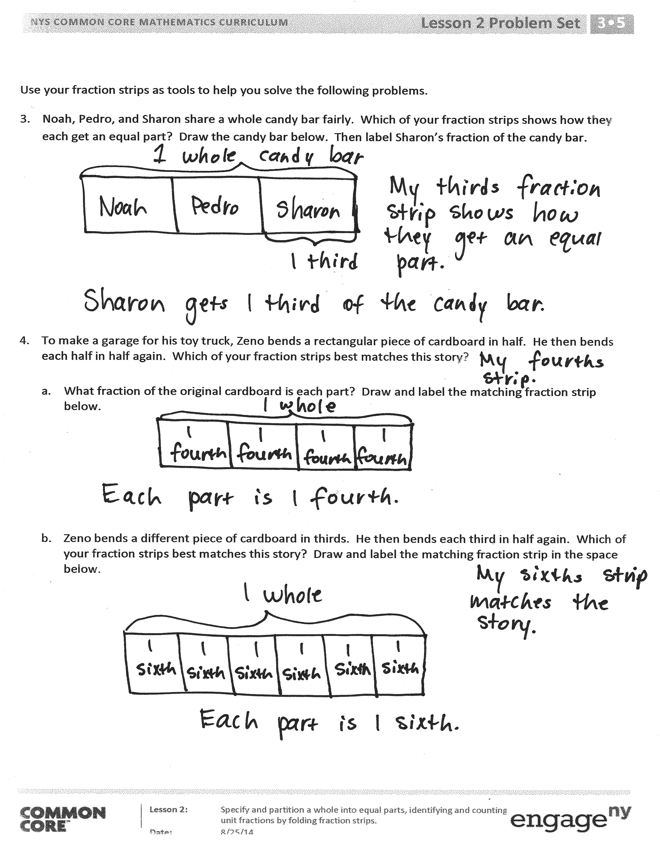 NYS COMMON CORE MATHEMATICS CURRICULUM Lesson 2 Problem Set 3•5
Use your fraction strips as tools to help you solve the following problems.
3. Noah, Pedro, and Sharon share a whole candy bar fairly. Which of your fraction strips shows how they
each get an equal part? Draw the candy bar below. Then label Sharon's fraction of the candy bar.
1 whole candy bar
Noah Pedro Sharon
1 third
My thirds fraction
strip shows how
they get an equal
part.
Sharon gets 1 third of the candy bar.
4. To make a garage for his toy truck, Zeno bends a rectangular piece of cardboard in half. He then bends
each half in half again. Which of your fraction strips best matches this story? My fourths
strip.
a. What fraction of the original cardboard is each part? Draw and label the matching fraction strip
below.
1 whole
1 1 1 1
fourth fourth fourth fourth
Each part is 1 fourth.
b. Zeno bends a different piece of cardboard in thirds. He then bends each third in half again. Which of
your fraction strips best matches this story? Draw and label the matching fraction strip in the space
below.
My sixths strip
matches the
story.
1 whole
1 1 1 1 1 1
sixth sixth sixth sixth sixth sixth
Each part is 1 sixth.
COMMON
CORE™
Lesson 2: Specify and partition a whole into equal parts, identifying and counting
unit fractions by folding fraction strips.
Date: 8/25/14
engage ny